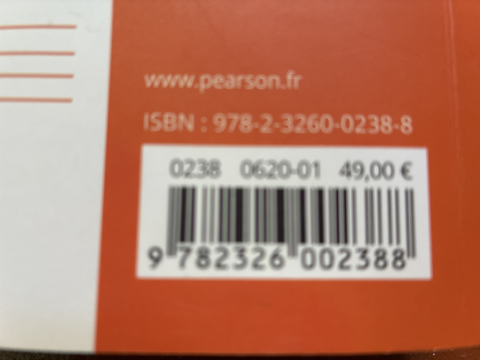 www.pearson.fr
ISBN : 978-2-3260-0238-8
0238 0620-01 49,00 €
9 782326 002388